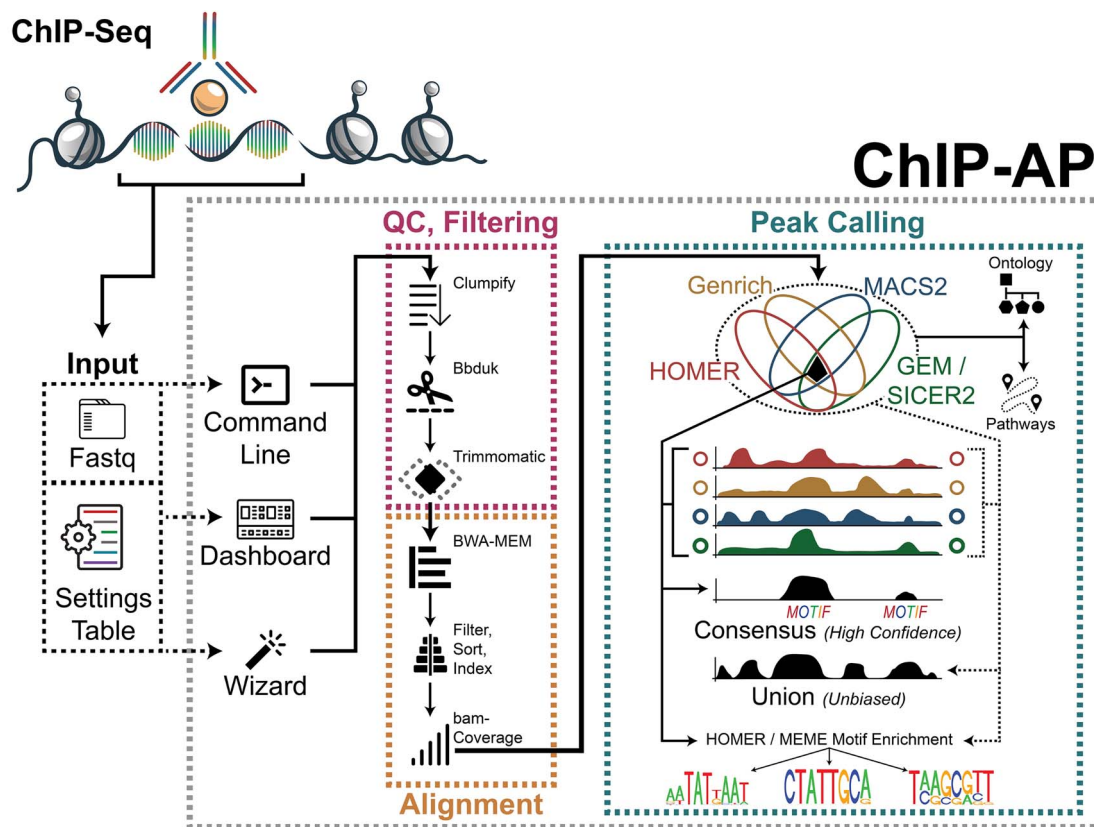 ChIP-Seq
ChIP-AP
QC, Filtering
Peak Calling
Clumpify
Genrich
MACS2
Ontology
Input
HOMER
GEM /
SICER2
Bbduk
Command
Line
Pathways
Fastq
Trimmomatic
Dashboard
BWA-MEM
Settings
Table
MOTIF MOTIF
Consensus (High Confidence)
Filter,
Sort,
Index
Wizard
Union (Unbiased)
bam-
Coverage
HOMER / MEME Motif Enrichment
AATATTAAT CTATTGCA TAAGCGTT
Alignment